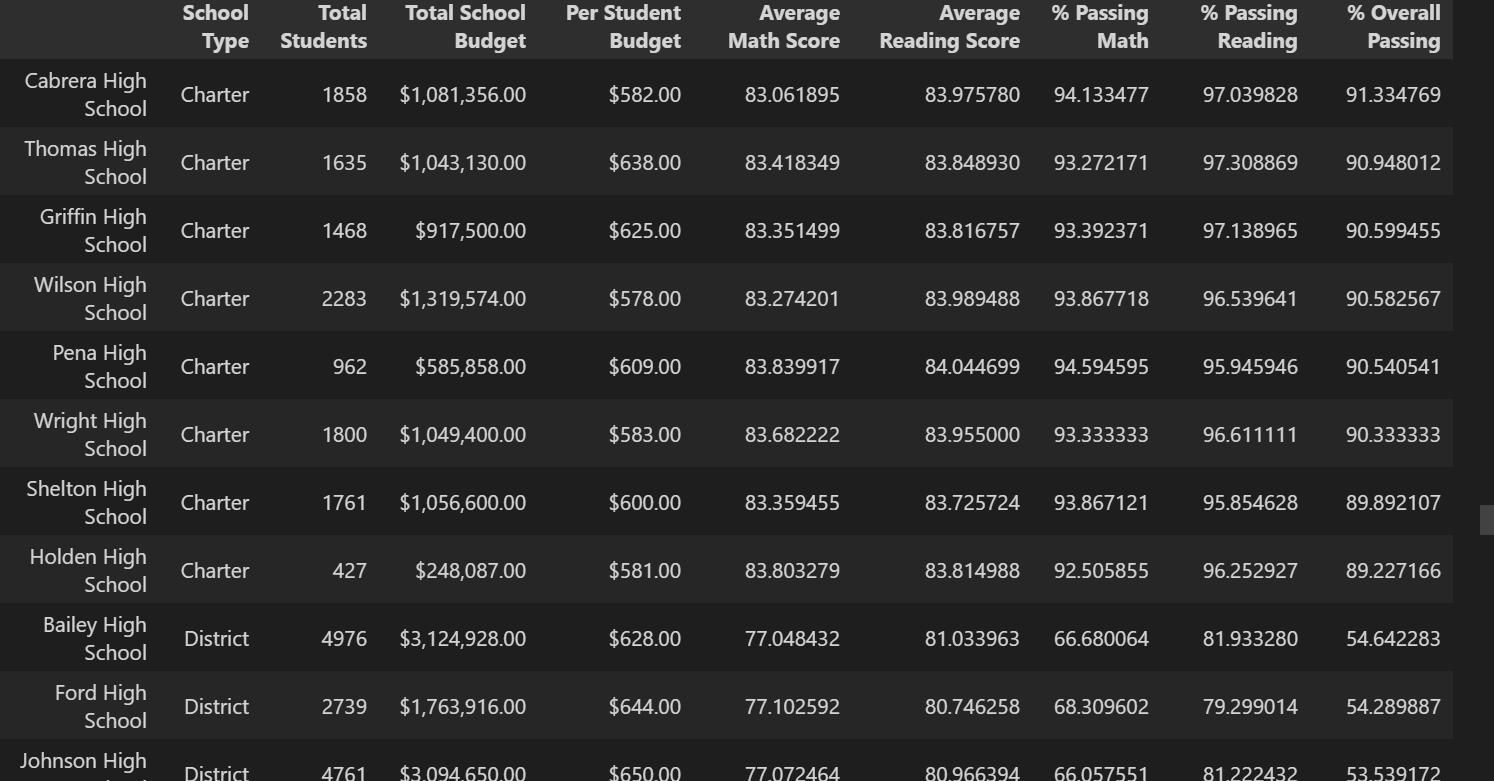 School Type Total Students Total School Budget Per Student Budget Average Math Score Average Reading Score % Passing Math % Passing Reading % Overall Passing
Cabrera High School Charter 1858 $1,081,356.00 $582.00 83.061895 83.975780 94.133477 97.039828 91.334769
Thomas High School Charter 1635 $1,043,130.00 $638.00 83.418349 83.848930 93.272171 97.308869 90.948012
Griffin High School Charter 1468 $917,500.00 $625.00 83.351499 83.816757 93.392371 97.138965 90.599455
Wilson High School Charter 2283 $1,319,574.00 $578.00 83.274201 83.989488 93.867718 96.539641 90.582567
Pena High School Charter 962 $585,858.00 $609.00 83.839917 84.044699 94.594595 95.945946 90.540541
Wright High School Charter 1800 $1,049,400.00 $583.00 83.682222 83.955000 93.333333 96.611111 90.333333
Shelton High School Charter 1761 $1,056,600.00 $600.00 83.359455 83.725724 93.867121 95.854628 89.892107
Holden High School Charter 427 $248,087.00 $581.00 83.803279 83.814988 92.505855 96.252927 89.227166
Bailey High School District 4976 $3,124,928.00 $628.00 77.048432 81.033963 66.680064 81.933280 54.642283
Ford High School District 2739 $1,763,916.00 $644.00 77.102592 80.746258 68.309602 79.299014 54.289887
Johnson High District 4761 $3,094,650.00 $650.00 77.072464 80.966394 66.057551 81.222432 53.539172